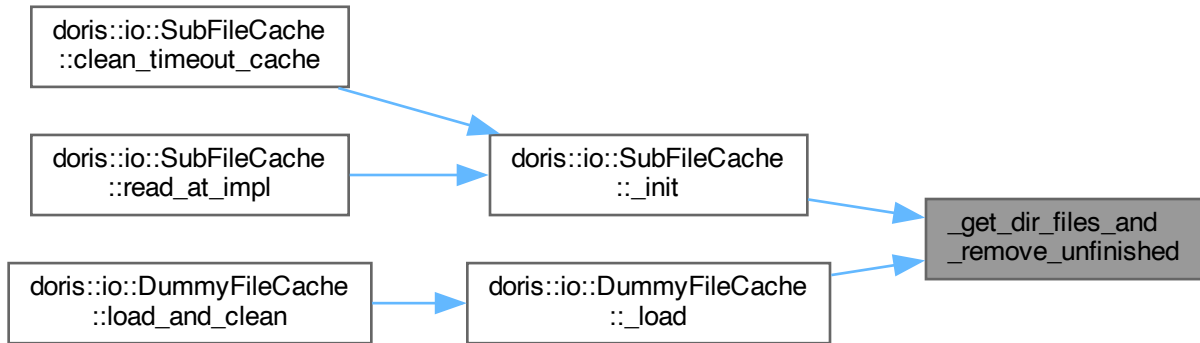 doris::io::SubFileCache
::clean_timeout_cache
doris::io::SubFileCache
::read_at_impl
doris::io::SubFileCache
::_init
_get_dir_files_and
_remove_unfinished
doris::io::DummyFileCache
::load_and_clean
doris::io::DummyFileCache
::_load